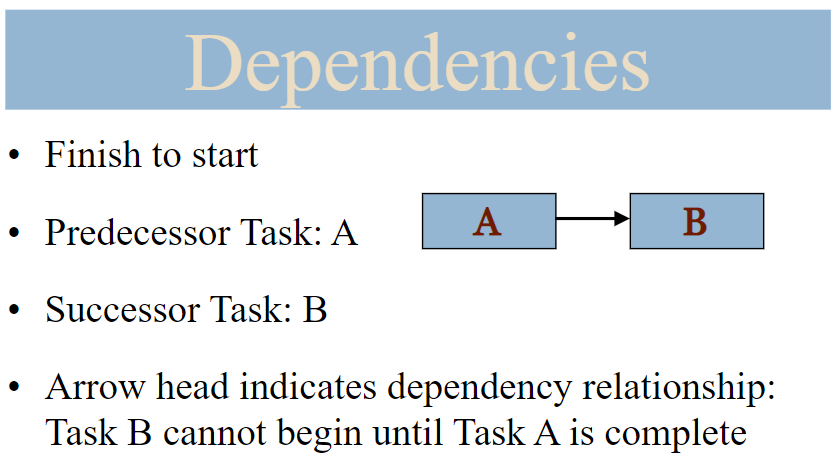 Dependencies
• Finish to start
• Predecessor Task: A
A
B
• Successor Task: B
• Arrow head indicates dependency relationship:
Task B cannot begin until Task A is complete